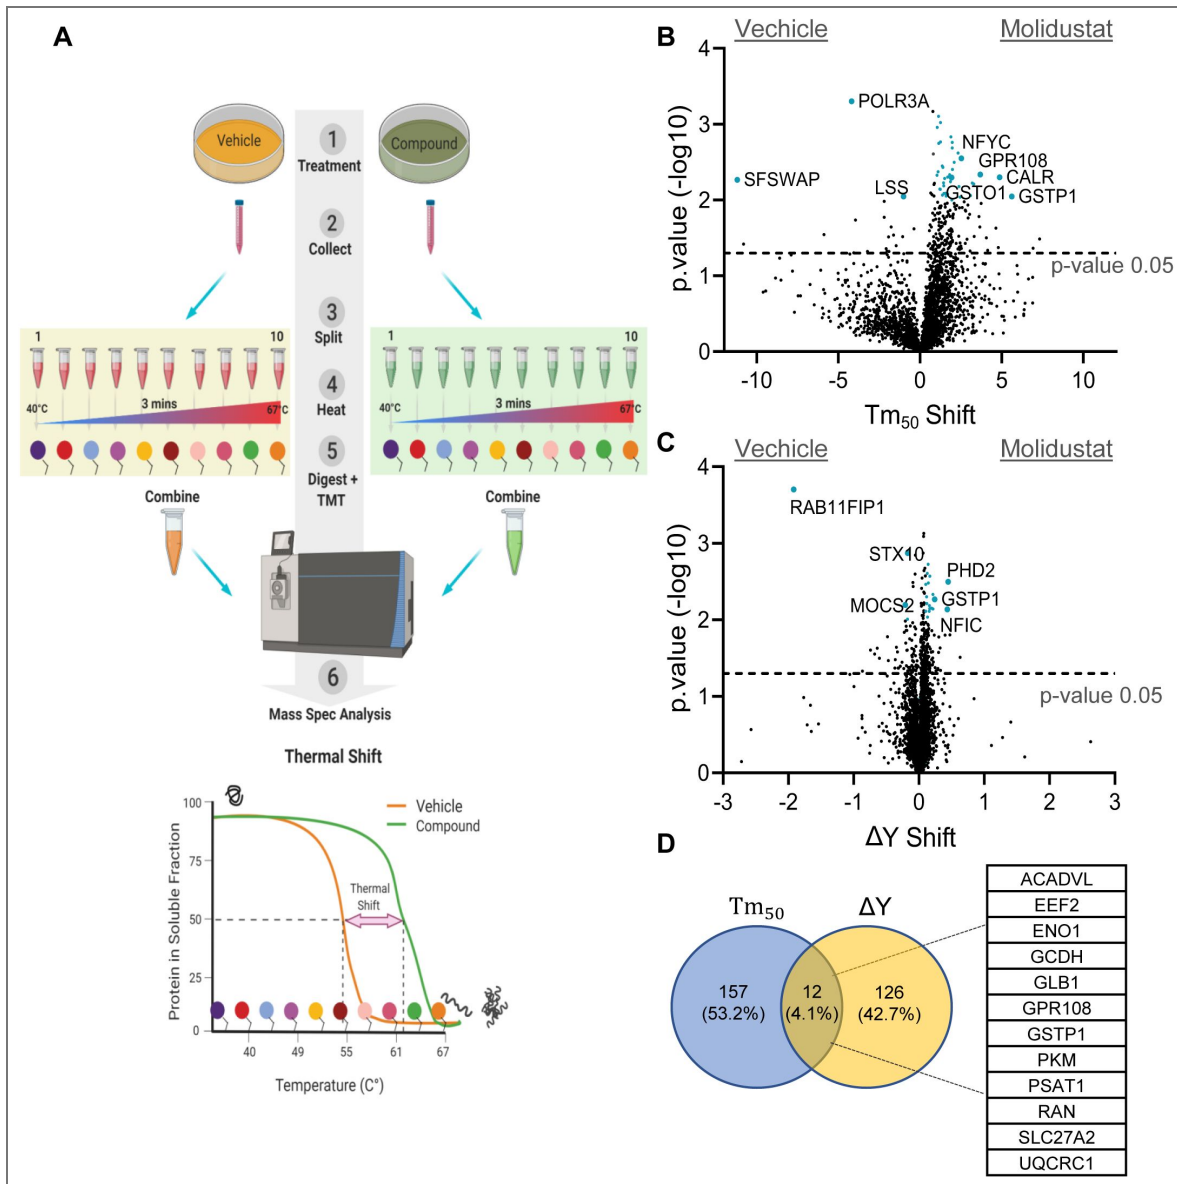 A
Vehicle
Compound
1
Treatment
2
Collect
3
Split
4
Heat
5
Digest +
TMT
1
10
3 mins
40°C
67°C
Combine
1
10
3 mins
40°C
67°C
Combine
6
Mass Spec Analysis
Thermal Shift
Vehicle
Compound
Thermal
Shift
Protein in Soluble Fraction
100
75
50
25
0
40
49
55
61
67
Temperature (C°)
B
Vechicle
Molidustat
p.value (-log10)
4
3
2
1
0
POLR3A
SFSWAP
LSS
NFYC
GPR108
CALR
GSTO1
GSTP1
p-value 0.05
-10
-5
0
5
10
Tm₅₀ Shift
C
Vechicle
Molidustat
p.value (-log10)
4
3
2
1
0
RAB11FIP1
STX10
PHD2
MOCS2
GSTP1
NFIC
p-value 0.05
-3
-2
-1
0
1
2
3
ΔY Shift
D
Tm₅₀
ΔY
157
(53.2%)
12
(4.1%)
126
(42.7%)
ACADVL
EEF2
ENO1
GCDH
GLB1
GPR108
GSTP1
PKM
PSAT1
RAN
SLC27A2
UQCRC1